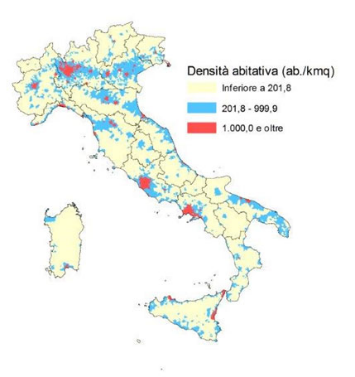 Densità abitativa (ab./kmq)
Inferiore a 201,8
201,8 - 999,9
1.000,0 e oltre